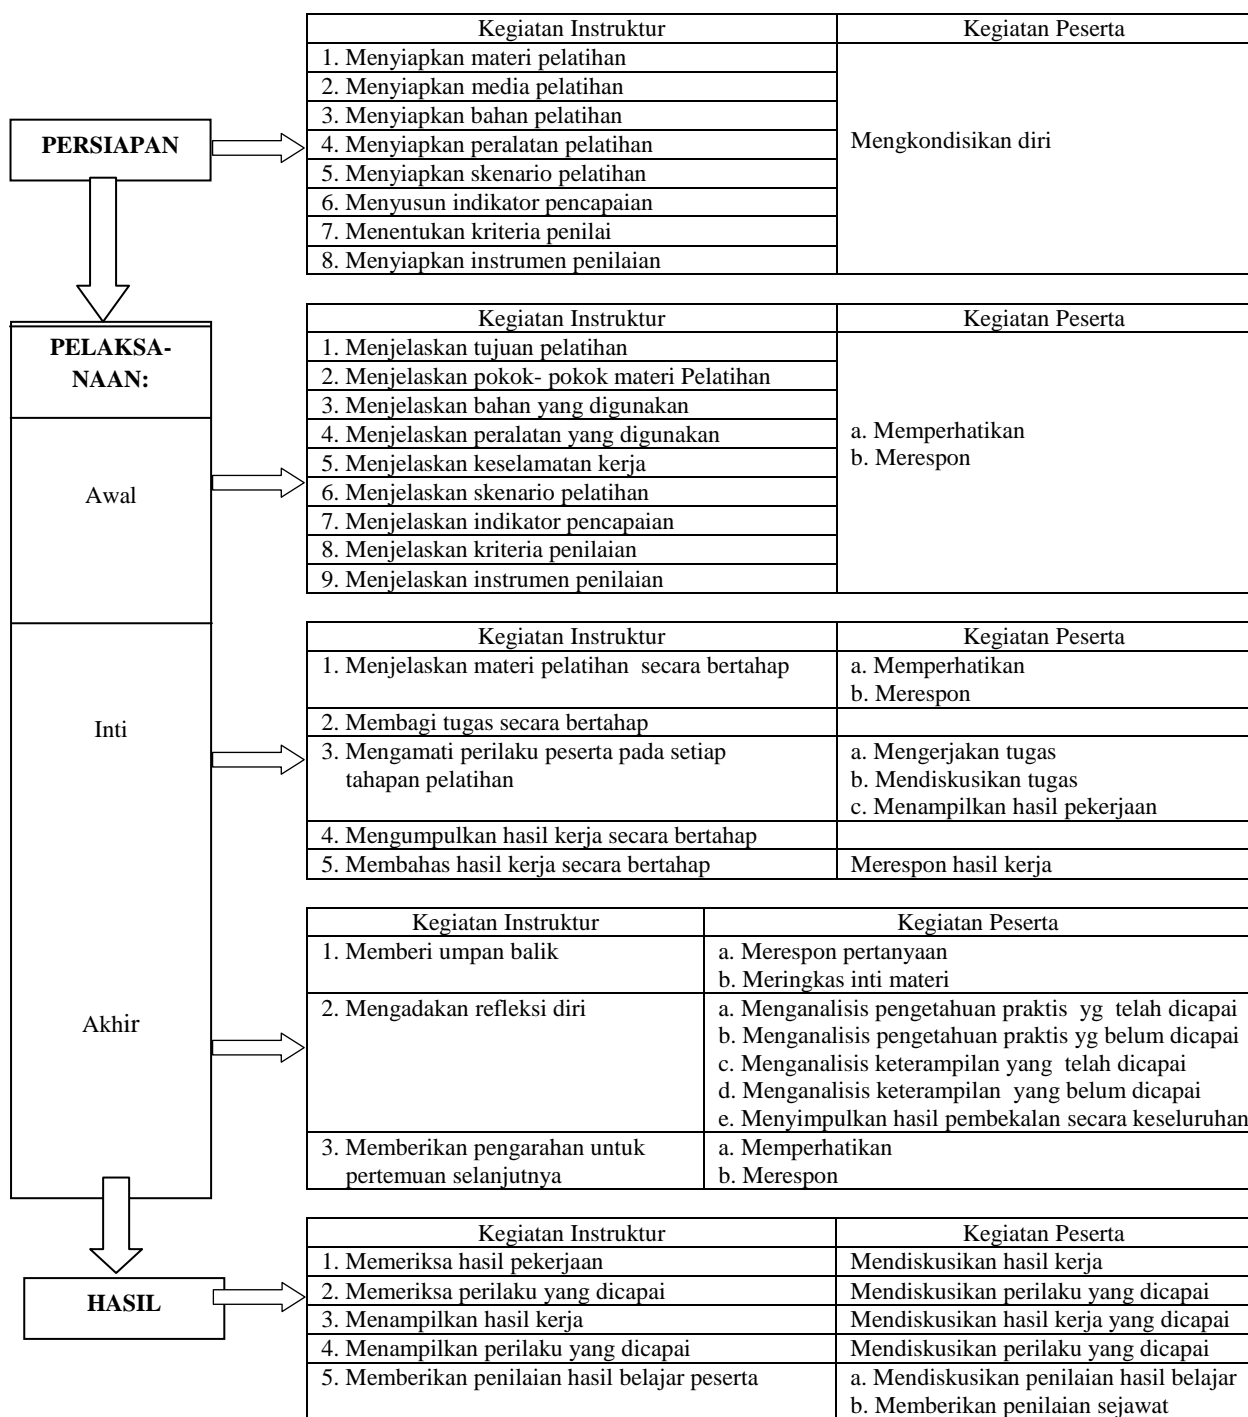 Kegiatan Instruktur Kegiatan Peserta
1. Menyiapkan materi pelatihan
2. Menyiapkan media pelatihan
3. Menyiapkan bahan pelatihan
PERSIAPAN
4. Menyiapkan peralatan pelatihan
Mengkondisikan diri
5. Menyiapkan skenario pelatihan
6. Menyusun indikator pencapaian
7. Menentukan kriteria penilai
8. Menyiapkan instrumen penilaian
PELAKSA-
NAAN:
Awal
Kegiatan Instruktur Kegiatan Peserta
1. Menjelaskan tujuan pelatihan
2. Menjelaskan pokok- pokok materi Pelatihan
3. Menjelaskan bahan yang digunakan
4. Menjelaskan peralatan yang digunakan
5. Menjelaskan keselamatan kerja
6. Menjelaskan skenario pelatihan
7. Menjelaskan indikator pencapaian
8. Menjelaskan kriteria penilaian
9. Menjelaskan instrumen penilaian
a. Memperhatikan
b. Merespon
Inti
Kegiatan Instruktur Kegiatan Peserta
1. Menjelaskan materi pelatihan  secara bertahap a. Memperhatikan
b. Merespon
2. Membagi tugas secara bertahap
3. Mengamati perilaku peserta pada setiap a. Mengerjakan tugas
tahapan pelatihan b. Mendiskusikan tugas
c. Menampilkan hasil pekerjaan
4. Mengumpulkan hasil kerja secara bertahap
5. Membahas hasil kerja secara bertahap Merespon hasil kerja
Akhir
Kegiatan Instruktur Kegiatan Peserta
1. Memberi umpan balik a. Merespon pertanyaan
b. Meringkas inti materi
2. Mengadakan refleksi diri a. Menganalisis pengetahuan praktis  yg  telah dicapai
b. Menganalisis pengetahuan praktis yg belum dicapai
c. Menganalisis keterampilan yang  telah dicapai
d. Menganalisis keterampilan  yang belum dicapai
e. Menyimpulkan hasil pembekalan secara keseluruhan
3. Memberikan pengarahan untuk a. Memperhatikan
pertemuan selanjutnya b. Merespon
HASIL
Kegiatan Instruktur Kegiatan Peserta
1. Memeriksa hasil pekerjaan Mendiskusikan hasil kerja
2. Memeriksa perilaku yang dicapai Mendiskusikan perilaku yang dicapai
3. Menampilkan hasil kerja Mendiskusikan hasil kerja yang dicapai
4. Menampilkan perilaku yang dicapai Mendiskusikan perilaku yang dicapai
5. Memberikan penilaian hasil belajar peserta a. Mendiskusikan penilaian hasil belajar
b. Memberikan penilaian sejawat